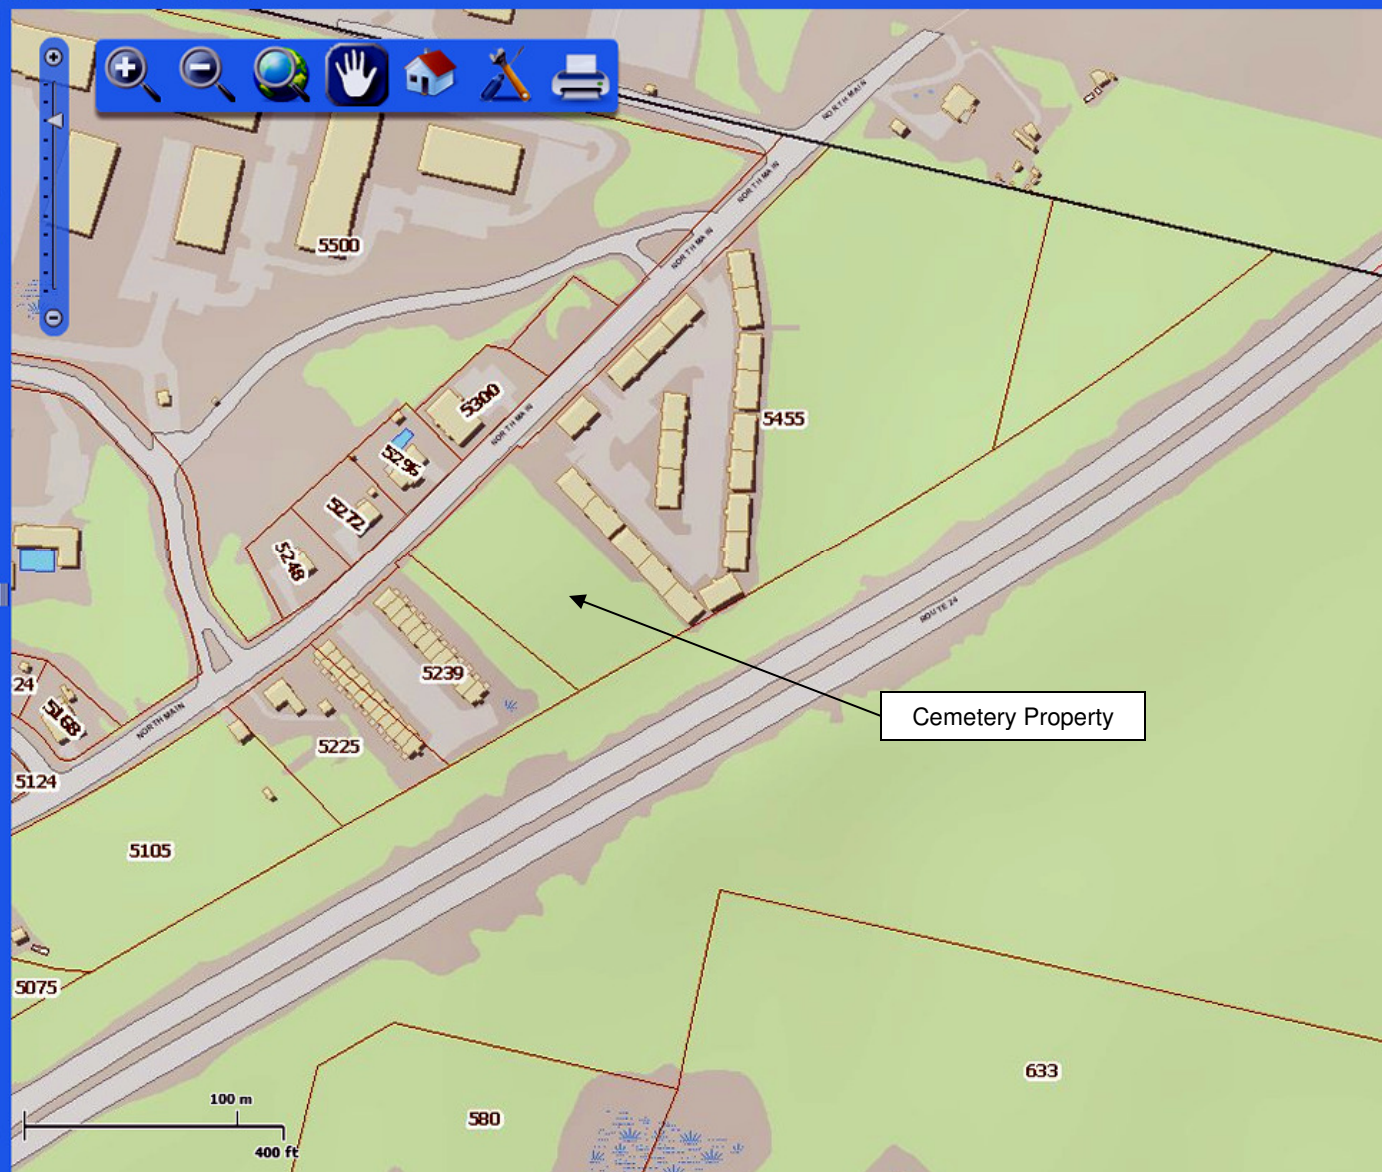 NORTH MAIN
NORTH MAIN
NORTH MAIN
5500
5300
NORTH MAIN
5455
5296
5272
5248
ROUTE 24
5239
24
5168
NORTH MAIN
Cemetery Property
5225
5124
5105
5075
633
100 m
580
400 ft